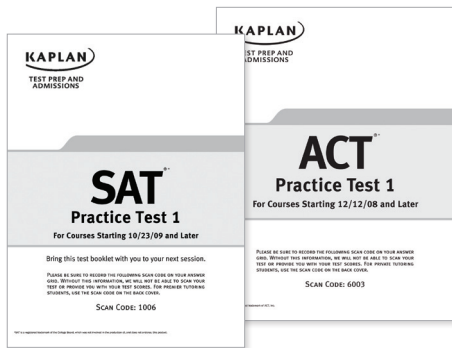 KAPLAN
TEST PREP AND
ADMISSIONS
SAT®*
Practice Test 1
For Courses Starting 10/23/09 and Later
Bring this test booklet with you to your next session.
PLEASE BE SURE TO RECORD THE FOLLOWING SCAN CODE ON YOUR ANSWER
GRID. WITHOUT THIS INFORMATION, WE WILL NOT BE ABLE TO SCAN YOUR
TEST OR PROVIDE YOU WITH YOUR TEST SCORES. FOR PREMIER TUTORING
STUDENTS, USE THE SCAN CODE ON THE BACK COVER.
SCAN CODE: 1006
KAPLAN
ST PREP AND
DMISSIONS
ACT®*
Practice Test 1
For Courses Starting 12/12/08 and Later
PLEASE BE SURE TO RECORD THE FOLLOWING SCAN CODE ON YOUR ANSWER
GRID. WITHOUT THIS INFORMATION, WE WILL NOT BE ABLE TO SCAN YOUR
TEST OR PROVIDE YOU WITH YOUR TEST SCORES. FOR PRIVATE TUTORING
STUDENTS, USE THE SCAN CODE ON THE BACK COVER.
SCAN CODE: 6003